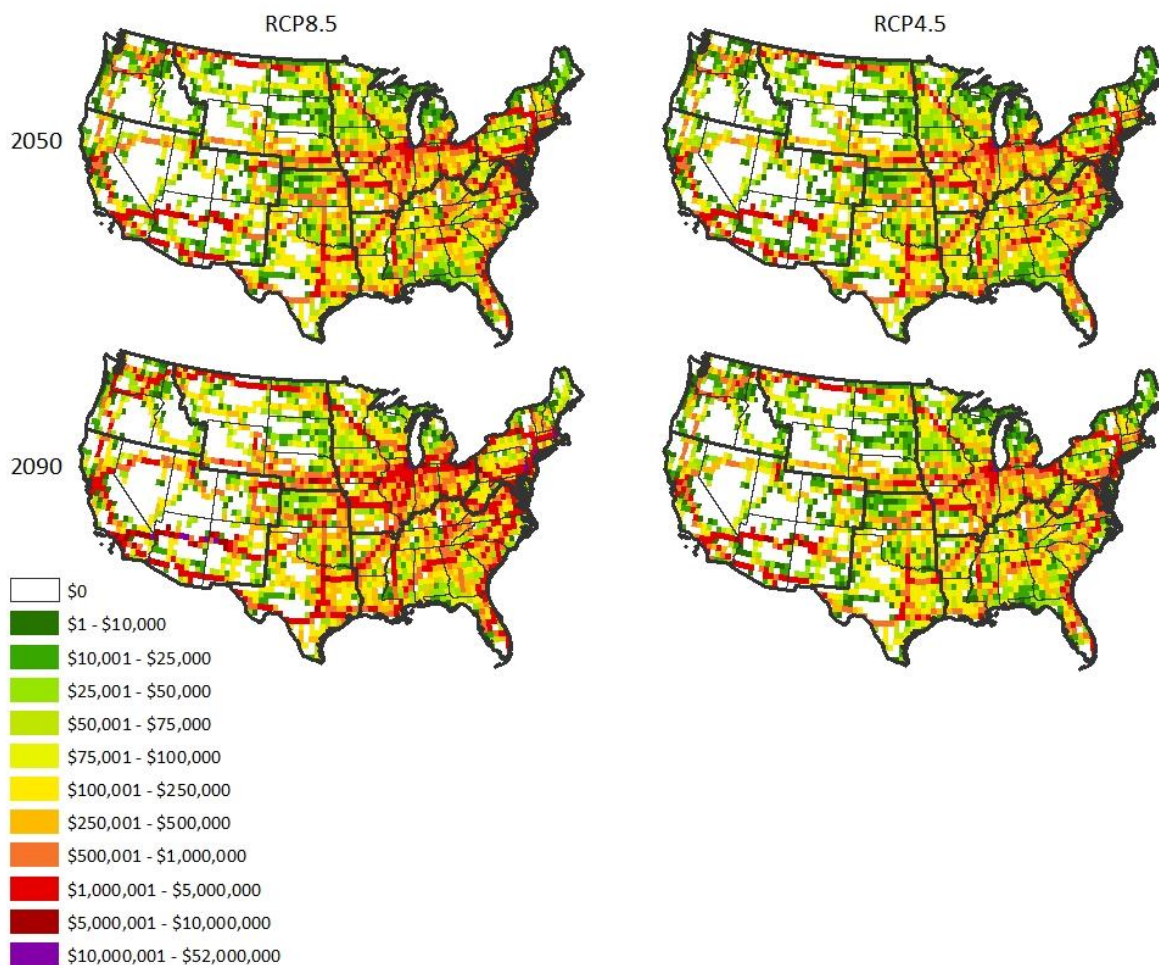 RCP8.5
RCP4.5
2050
2090
$0
$1 - $10,000
$10,001 - $25,000
$25,001 - $50,000
$50,001 - $75,000
$75,001 - $100,000
$100,001 - $250,000
$250,001 - $500,000
$500,001 - $1,000,000
$1,000,001 - $5,000,000
$5,000,001 - $10,000,000
$10,000,001 - $52,000,000